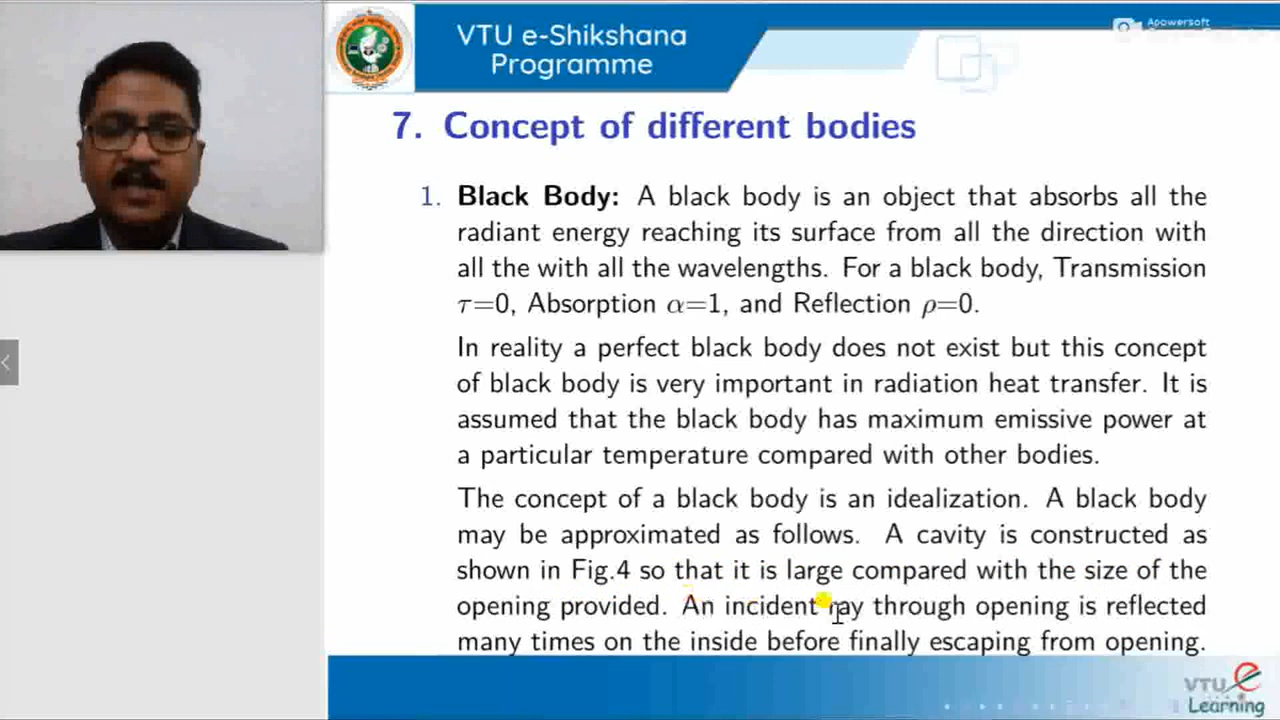 VTU e-Shikshana
Programme
Apowersoft
7. Concept of different bodies
1. Black Body: A black body is an object that absorbs all the
radiant energy reaching its surface from all the direction with
all the with all the wavelengths. For a black body, Transmission
τ=0, Absorption α=1, and Reflection ρ=0.
In reality a perfect black body does not exist but this concept
of black body is very important in radiation heat transfer. It is
assumed that the black body has maximum emissive power at
a particular temperature compared with other bodies.
The concept of a black body is an idealization. A black body
may be approximated as follows. A cavity is constructed as
shown in Fig.4 so that it is large compared with the size of the
opening provided. An incident ray through opening is reflected
many times on the inside before finally escaping from opening.
VTU e
Learning